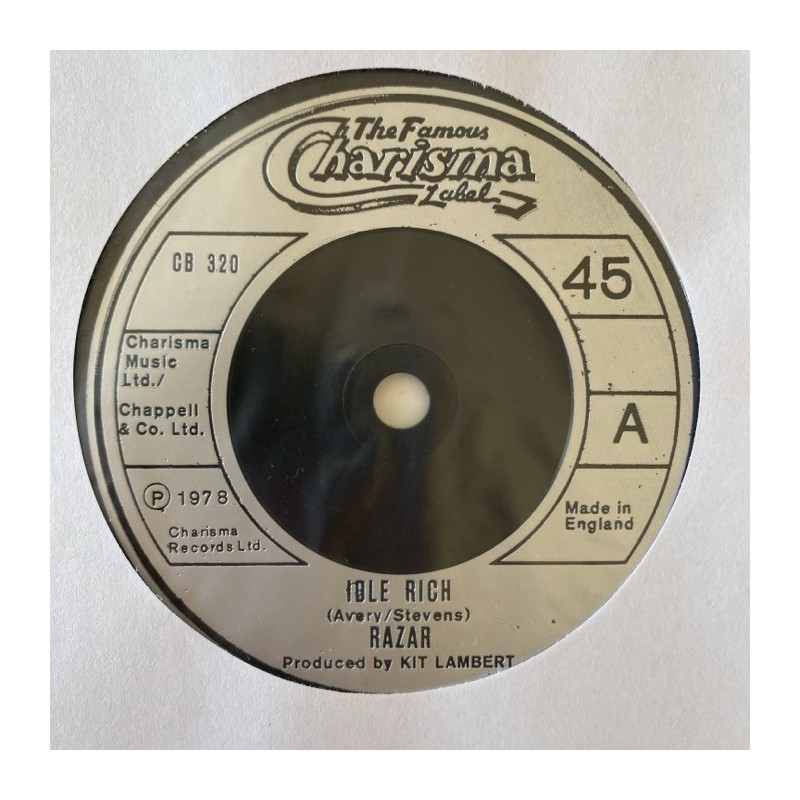 The Famous
Charisma
Label
CB 320
45
Charisma
Music
Ltd./
Chappell
& Co. Ltd.
A
Ⓟ 1978
Charisma
Records Ltd.
Made in
England
IDLE RICH
(Avery/Stevens)
RAZAR
Produced by KIT LAMBERT